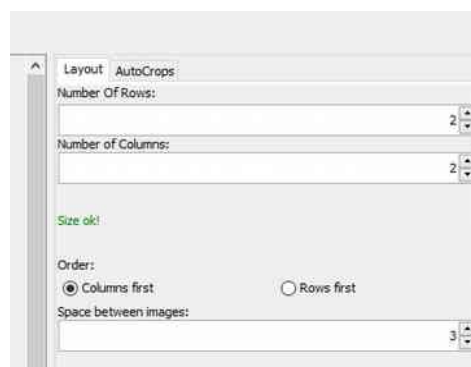 Layout AutoCrops
Number Of Rows:
2
Number of Columns:
2
Size ok!
Order:
Columns first Rows first
Space between images:
3